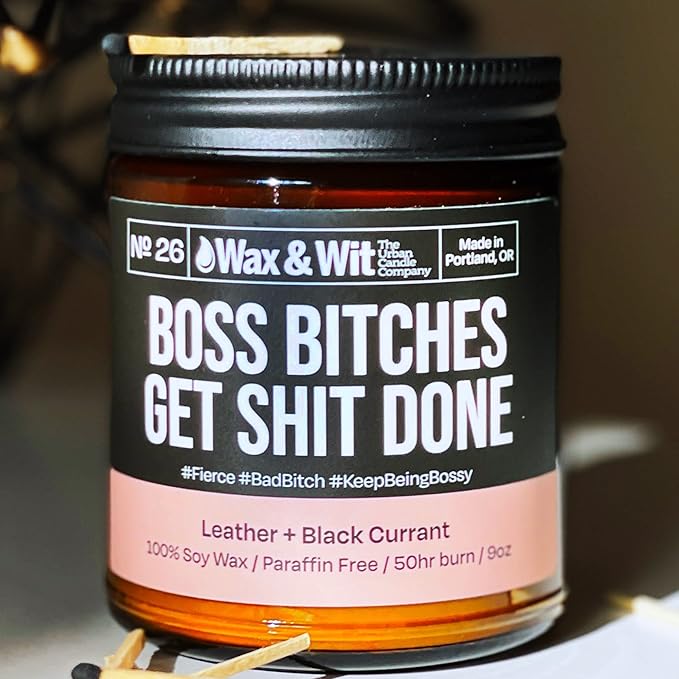 Nº 26
Wax & Wit
The
Urban
Candle
Company
Made in
Portland, OR
BOSS BITCHES
GET SHIT DONE
#Fierce #BadBitch #KeepBeingBossy
Leather + Black Currant
100% Soy Wax / Paraffin Free / 50hr burn / 9oz